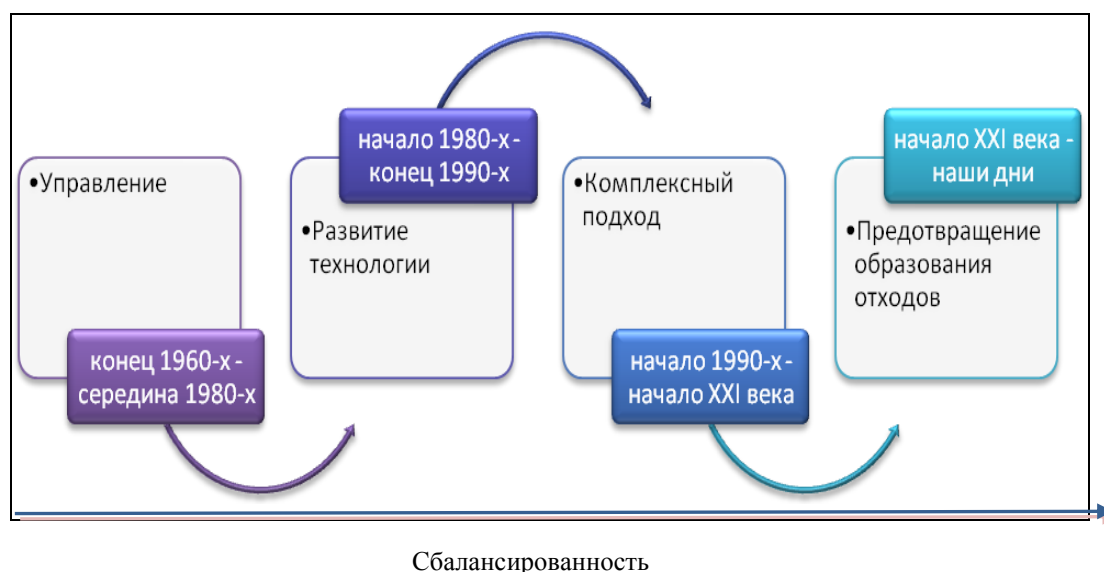 •Управление
конец 1960-х -
середина 1980-х
начало 1980-х -
конец 1990-х
•Развитие
технологии
•Комплексный
подход
начало 1990-х -
начало XXI века
начало XXI века -
наши дни
•Предотвращение
образования
отходов
Сбалансированность